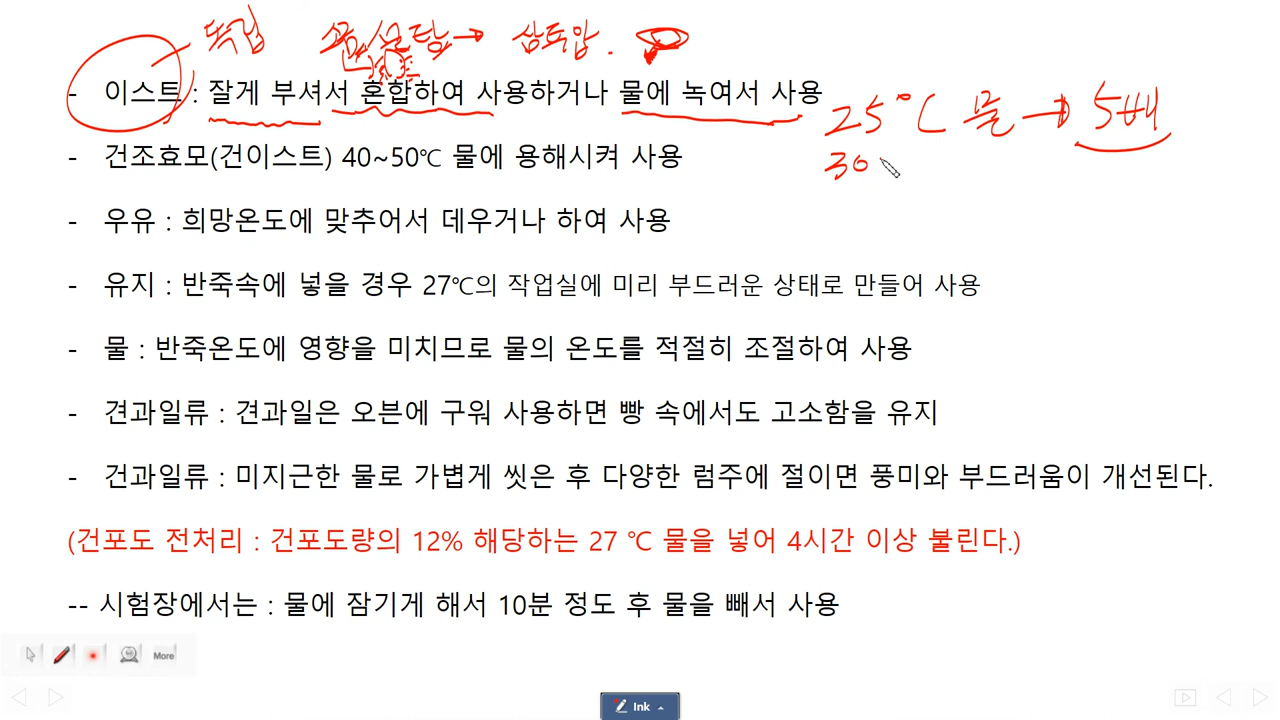 독립 소금, 설탕 → 삼투압.
- 이스트 : 잘게 부셔서 혼합하여 사용하거나 물에 녹여서 사용
25℃ 물 → 5배
30
- 건조효모(건이스트) 40~50℃ 물에 용해시켜 사용
- 우유 : 희망온도에 맞추어서 데우거나 하여 사용
- 유지 : 반죽속에 넣을 경우 27℃의 작업실에 미리 부드러운 상태로 만들어 사용
- 물 : 반죽온도에 영향을 미치므로 물의 온도를 적절히 조절하여 사용
- 견과일류 : 견과일은 오븐에 구워 사용하면 빵 속에서도 고소함을 유지
- 건과일류 : 미지근한 물로 가볍게 씻은 후 다양한 럼주에 절이면 풍미와 부드러움이 개선된다.
(건포도 전처리 : 건포도량의 12% 해당하는 27 ℃ 물을 넣어 4시간 이상 불린다.)
-- 시험장에서는 : 물에 잠기게 해서 10분 정도 후 물을 빼서 사용
More
Ink